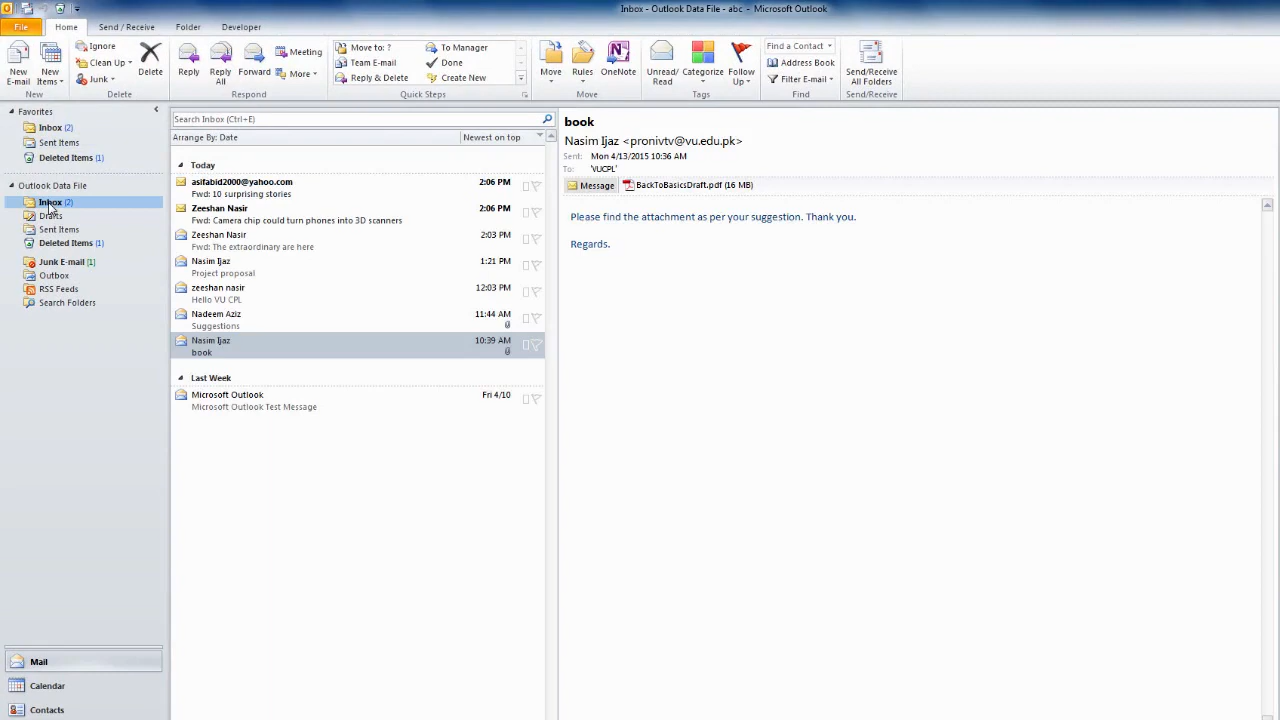 Inbox - Outlook Data File - abc - Microsoft Outlook
File Home Send / Receive Folder Developer
New E-mail
New Items
Ignore
Clean Up
Junk
Delete
Reply
Reply All
Forward
Meeting
More
Move to: ?
Team E-mail
Reply & Delete
To Manager
Done
Create New
Move
Rules
OneNote
Unread/ Read
Categorize
Follow Up
Find a Contact
Address Book
Filter E-mail
Send/Receive All Folders
New Delete Respond Quick Steps Move Tags Find Send/Receive
Favorites
Inbox (2)
Sent Items
Deleted Items (1)
Outlook Data File
Inbox (2)
Drafts
Sent Items
Deleted Items (1)
Junk E-mail [1]
Outbox
RSS Feeds
Search Folders
Mail
Calendar
Contacts
Search Inbox (Ctrl+E)
Arrange By: Date Newest on top
Today
asifabid2000@yahoo.com 2:06 PM
Fwd: 10 surprising stories
Zeeshan Nasir 2:06 PM
Fwd: Camera chip could turn phones into 3D scanners
Zeeshan Nasir 2:03 PM
Fwd: The extraordinary are here
Nasim Ijaz 1:21 PM
Project proposal
zeeshan nasir 12:03 PM
Hello VU CPL
Nadeem Aziz 11:44 AM
Suggestions
Nasim Ijaz 10:39 AM
book
Last Week
Microsoft Outlook Fri 4/10
Microsoft Outlook Test Message
book
Nasim Ijaz <pronivtv@vu.edu.pk>
Sent: Mon 4/13/2015 10:36 AM
To: 'VUCPL'
Message BackToBasicsDraft.pdf (16 MB)
Please find the attachment as per your suggestion. Thank you.
Regards.